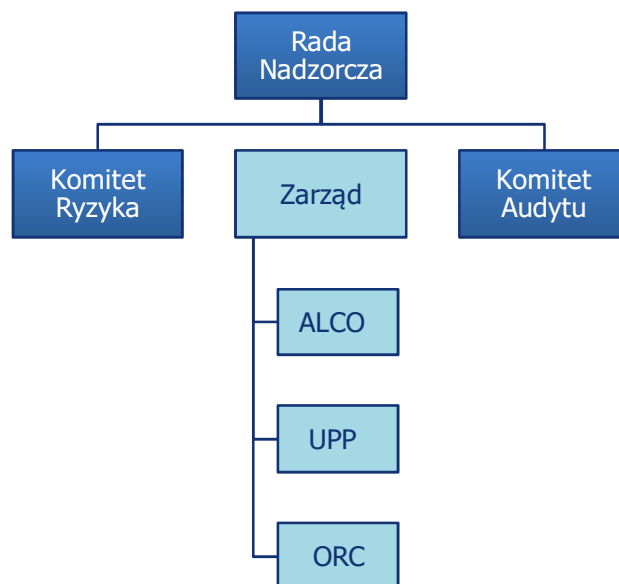 Rada
Nadzorcza
Komitet
Ryzyka
Zarząd
Komitet
Audytu
ALCO
UPP
ORC